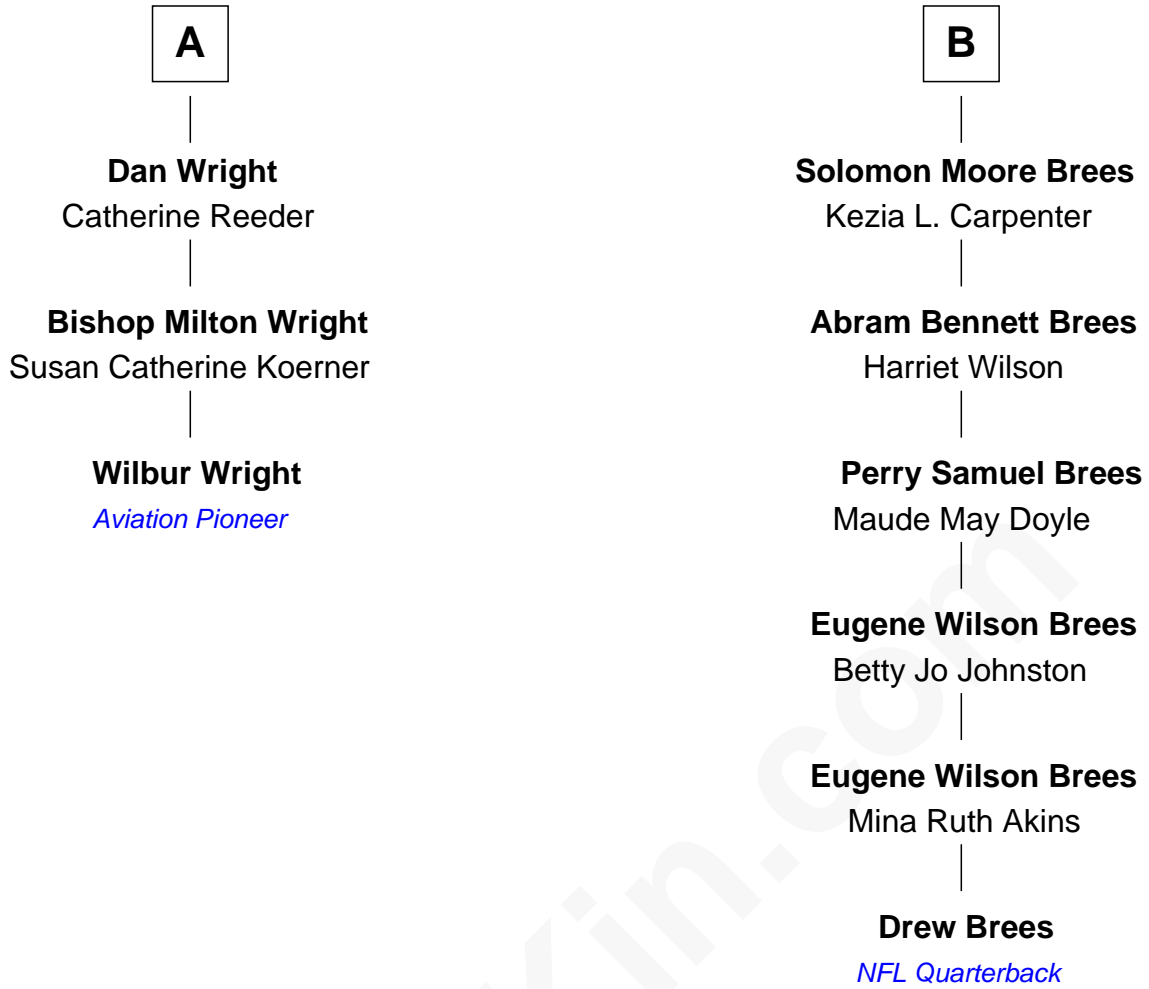 A
Dan Wright
Catherine Reeder
Bishop Milton Wright
Susan Catherine Koerner
Wilbur Wright
Aviation Pioneer
B
Solomon Moore Brees
Kezia L. Carpenter
Abram Bennett Brees
Harriet Wilson
Perry Samuel Brees
Maude May Doyle
Eugene Wilson Brees
Betty Jo Johnston
Eugene Wilson Brees
Mina Ruth Akins
Drew Brees
NFL Quarterback
Kin.com